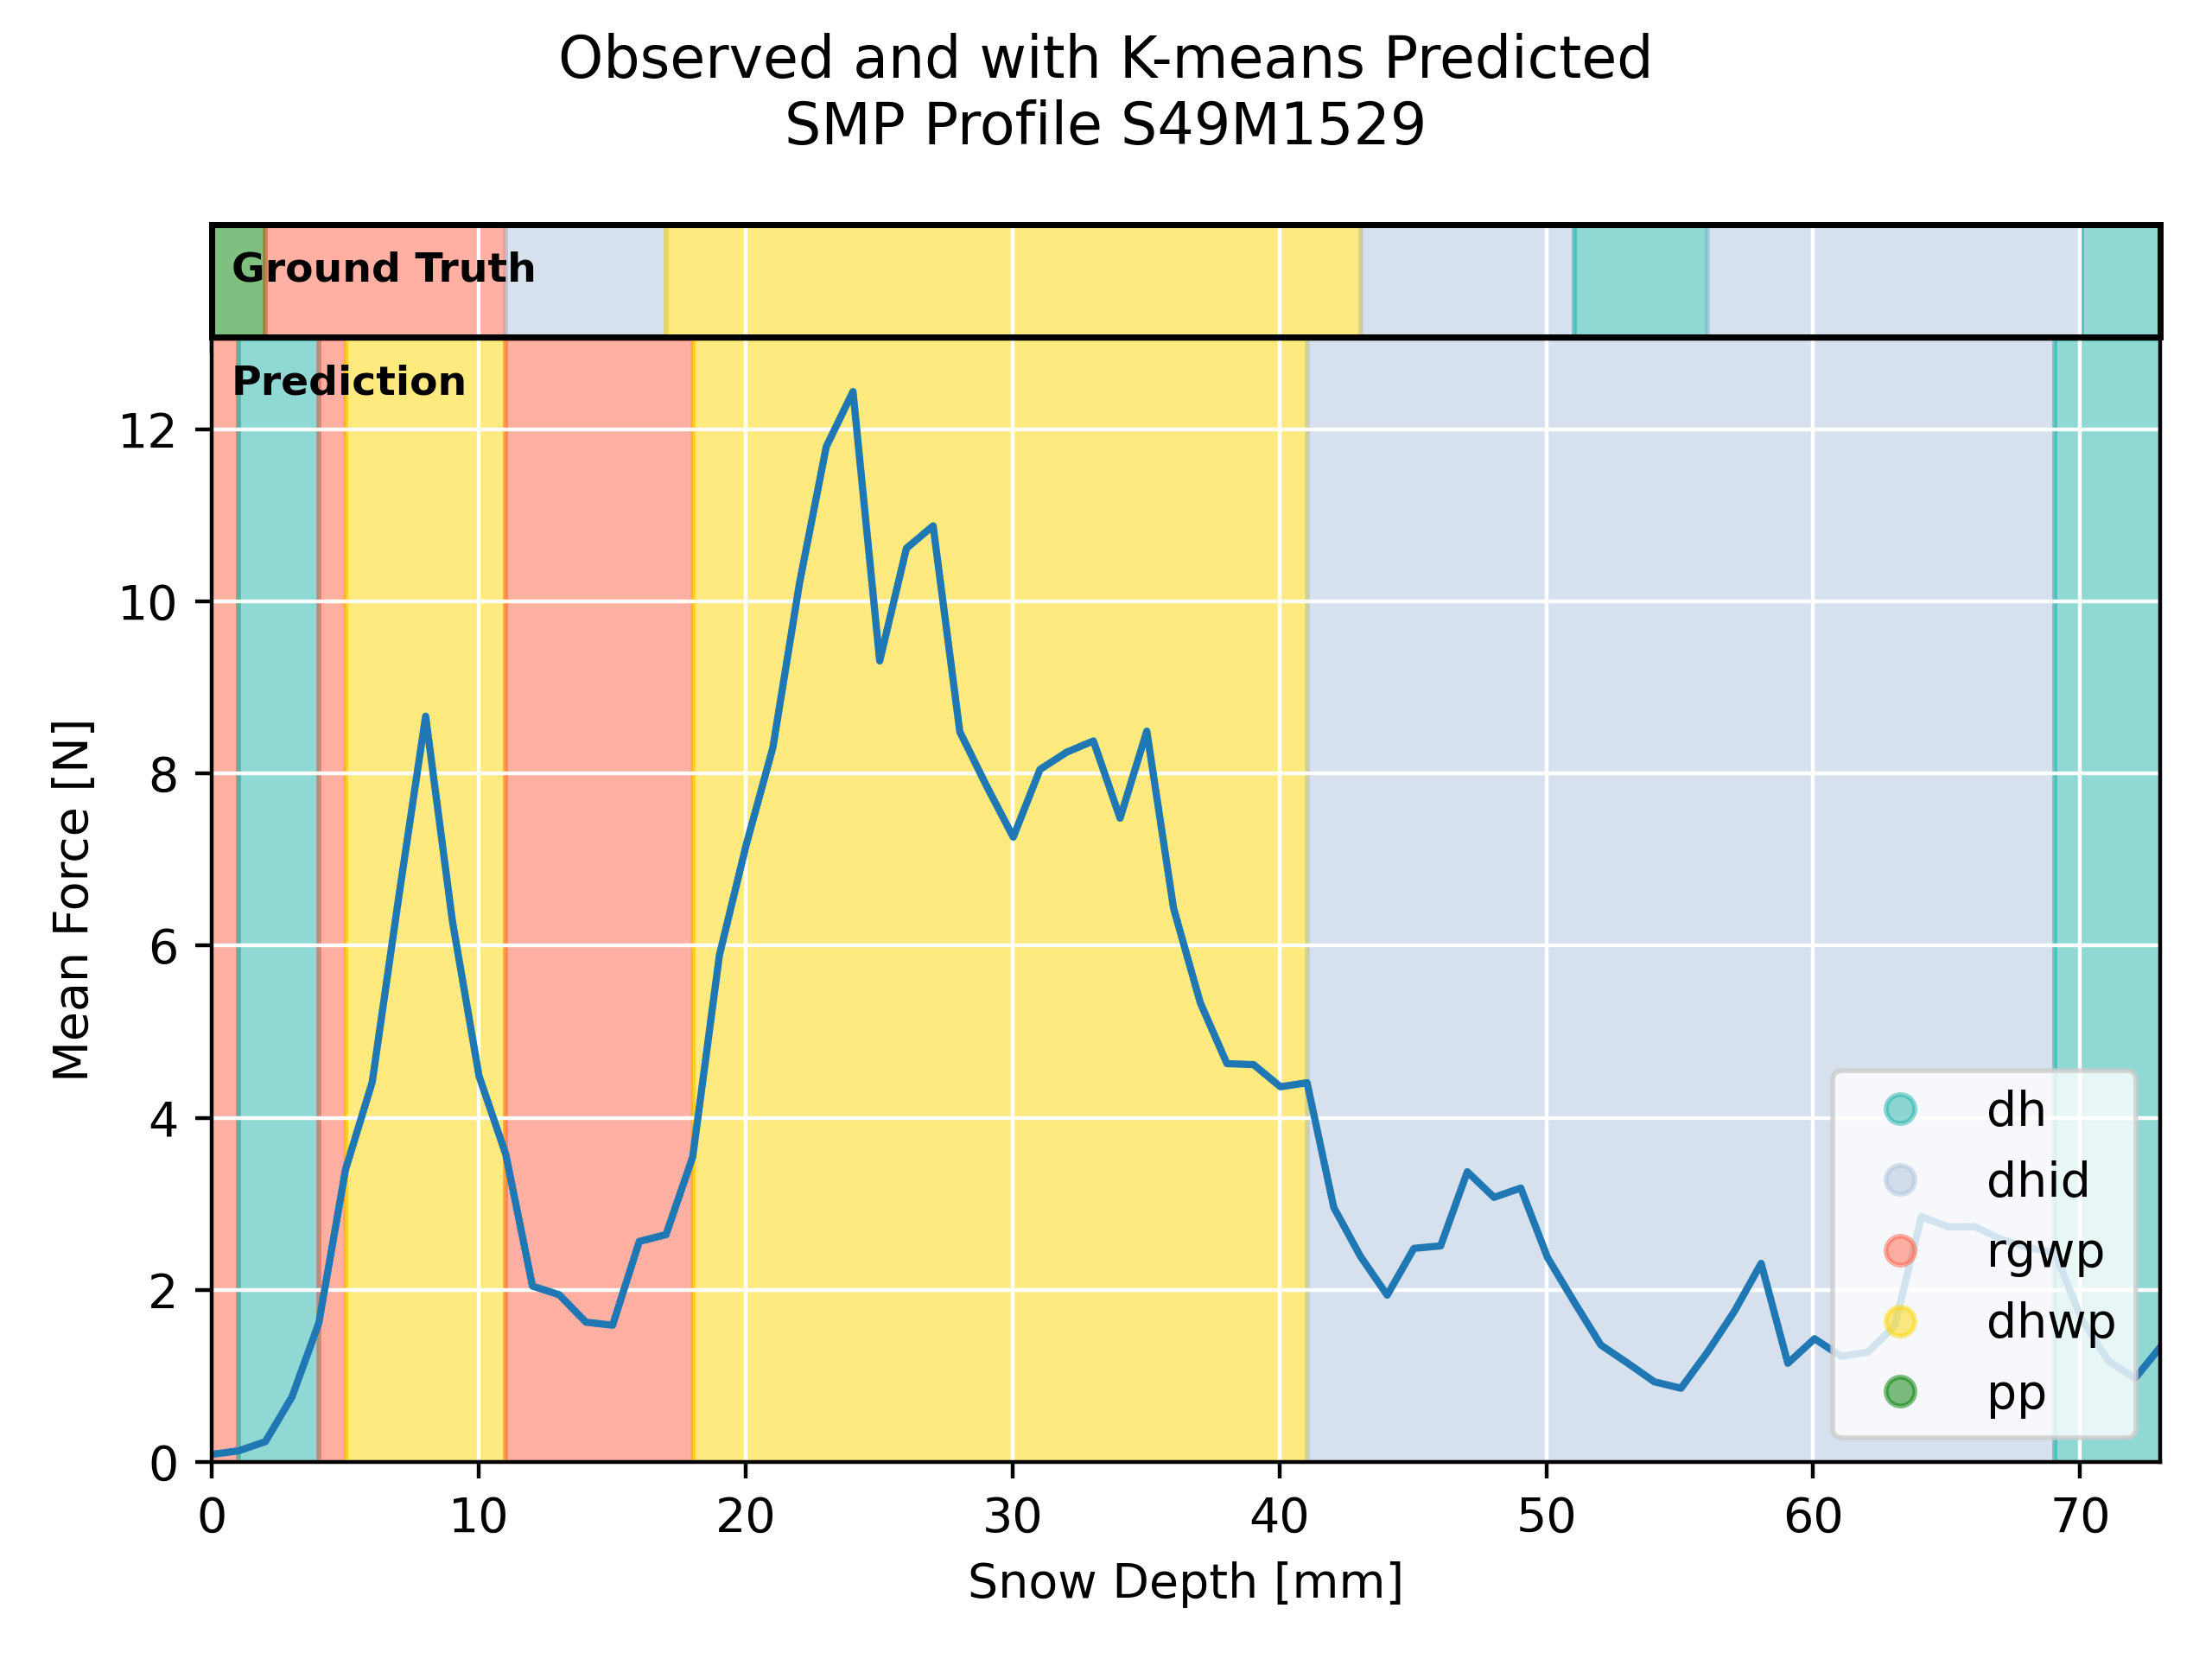 Observed and with K-means Predicted
SMP Profile S49M1529
Ground Truth
Prediction
12
10
8
6
4
2
0
Mean Force [N]
dh
dhid
rgwp
dhwp
pp
0 10 20 30 40 50 60 70
Snow Depth [mm]